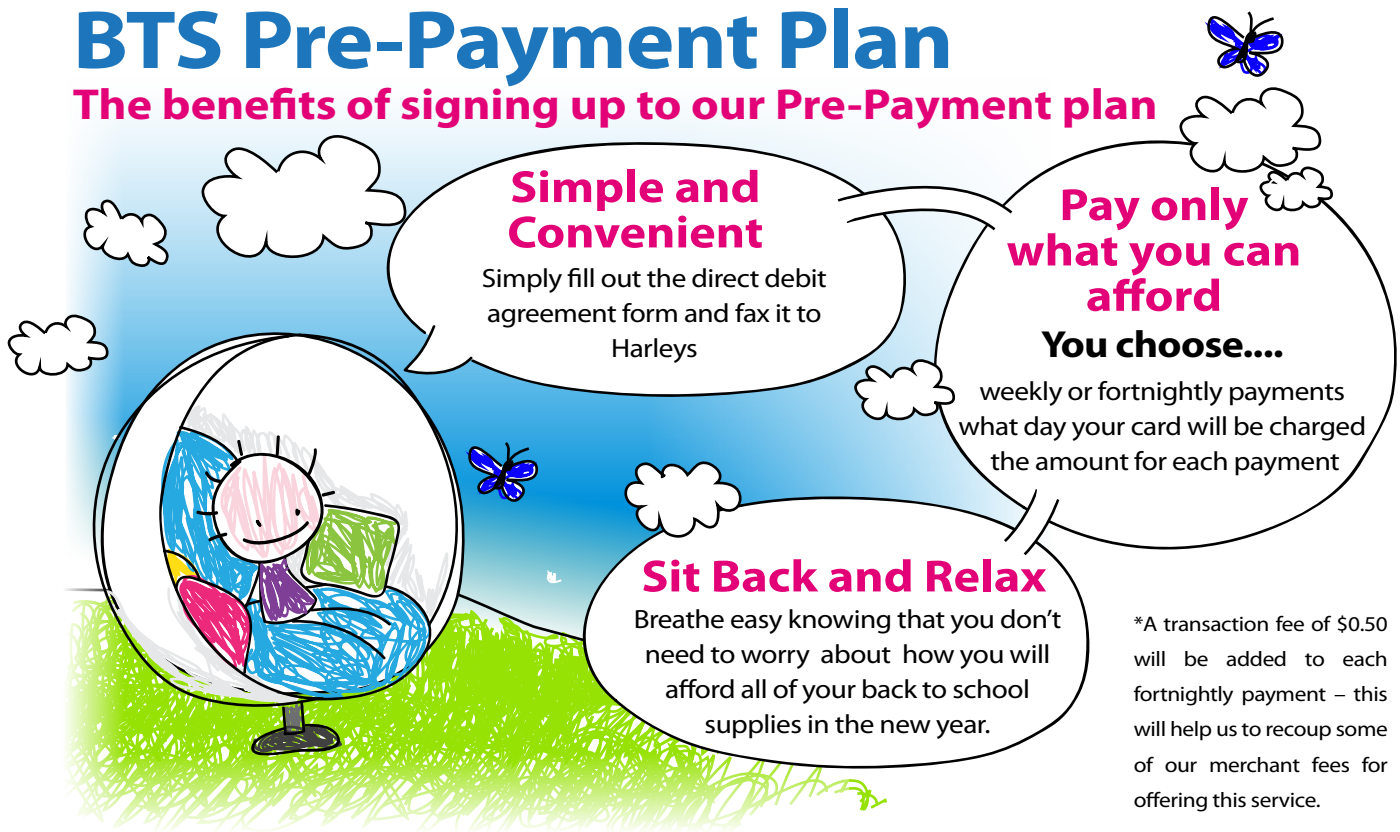 BTS Pre-Payment Plan
The benefits of signing up to our Pre-Payment plan
Simple and
Convenient
Simply fill out the direct debit
agreement form and fax it to
Harleys
Pay only
what you can
afford
You choose....
weekly or fortnightly payments
what day your card will be charged
the amount for each payment
Sit Back and Relax
Breathe easy knowing that you don’t
need to worry about how you will
afford all of your back to school
supplies in the new year.
*A transaction fee of $0.50
will be added to each
fortnightly payment – this
will help us to recoup some
of our merchant fees for
offering this service.